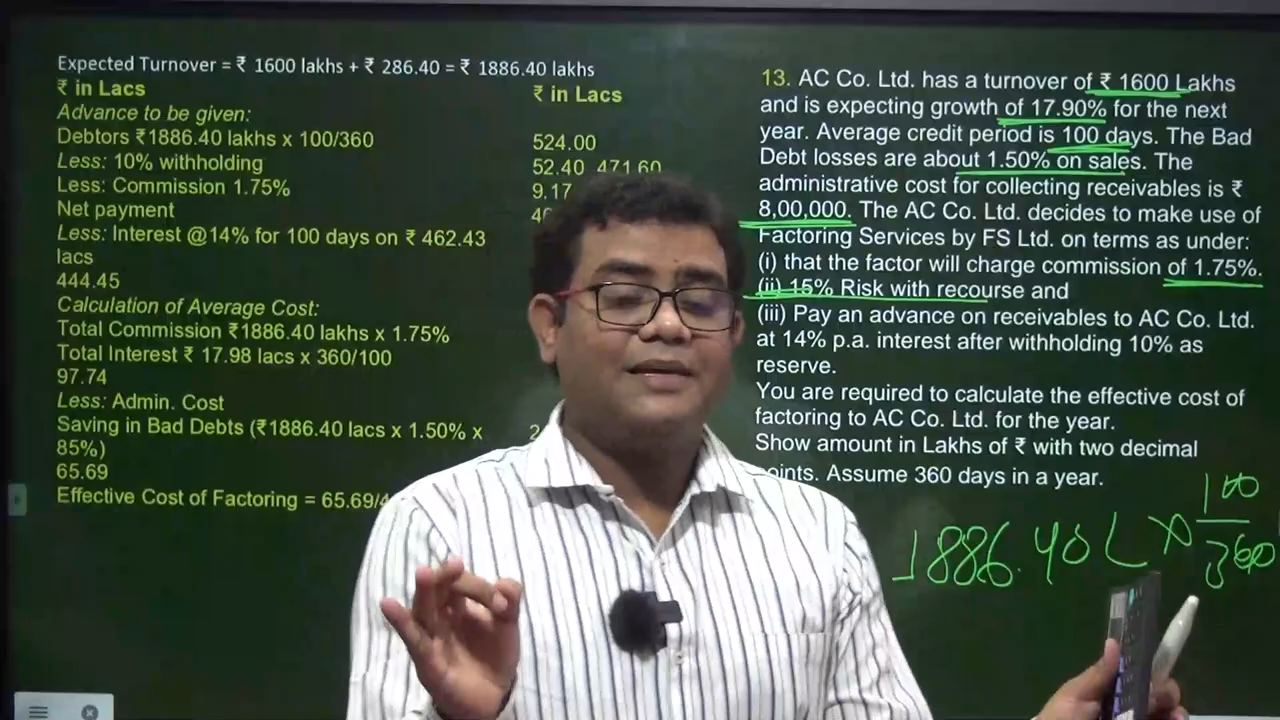 Expected Turnover = ₹ 1600 lakhs + ₹ 286.40 = ₹ 1886.40 lakhs
₹ in Lacs ₹ in Lacs
Advance to be given:
Debtors ₹1886.40 lakhs x 100/360 524.00
Less: 10% withholding 52.40 471.60
Less: Commission 1.75% 9.17
Net payment
Less: Interest @14% for 100 days on ₹ 462.43
lacs
444.45
Calculation of Average Cost:
Total Commission ₹1886.40 lakhs x 1.75%
Total Interest ₹ 17.98 lacs x 360/100
97.74
Less: Admin. Cost
Saving in Bad Debts (₹1886.40 lacs x 1.50% x
85%)
65.69
Effective Cost of Factoring = 65.69/
13. AC Co. Ltd. has a turnover of ₹ 1600 Lakhs
and is expecting growth of 17.90% for the next
year. Average credit period is 100 days. The Bad
Debt losses are about 1.50% on sales. The
administrative cost for collecting receivables is ₹
8,00,000. The AC Co. Ltd. decides to make use of
Factoring Services by FS Ltd. on terms as under:
(i) that the factor will charge commission of 1.75%.
(ii) 15% Risk with recourse and
(iii) Pay an advance on receivables to AC Co. Ltd.
at 14% p.a. interest after withholding 10% as
reserve.
You are required to calculate the effective cost of
factoring to AC Co. Ltd. for the year.
Show amount in Lakhs of ₹ with two decimal
points. Assume 360 days in a year.
1886.40 L x 100/360